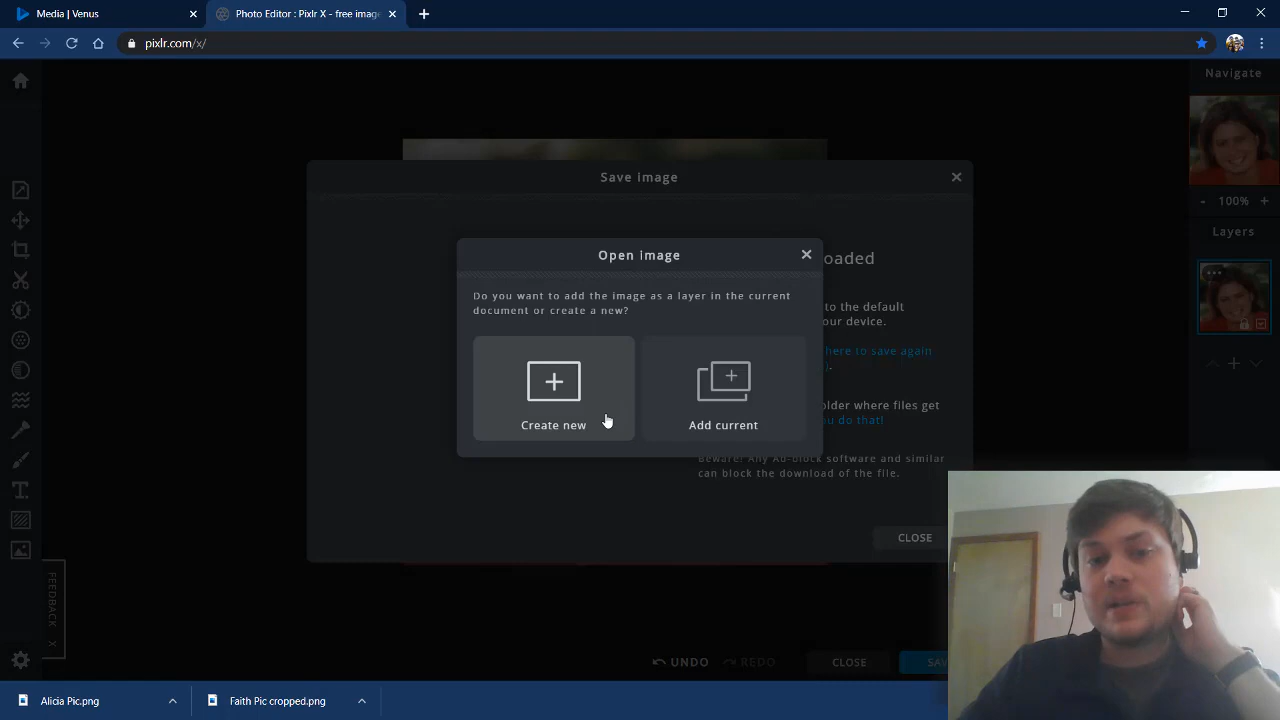 Media | Venus
Photo Editor : Pixlr X - free image
pixlr.com/x/
Navigate
Save image
- 100% +
Layers
Open image
oaded
Do you want to add the image as a layer in the current
document or create a new?
to the default
our device.
here to save again
older where files get
ou do that!
Create new
Add current
Beware! Any Ad-block software and similar
can block the download of the file.
CLOSE
FEEDBACK X
UNDO
REDO
CLOSE
SAV
Alicia Pic.png
Faith Pic cropped.png